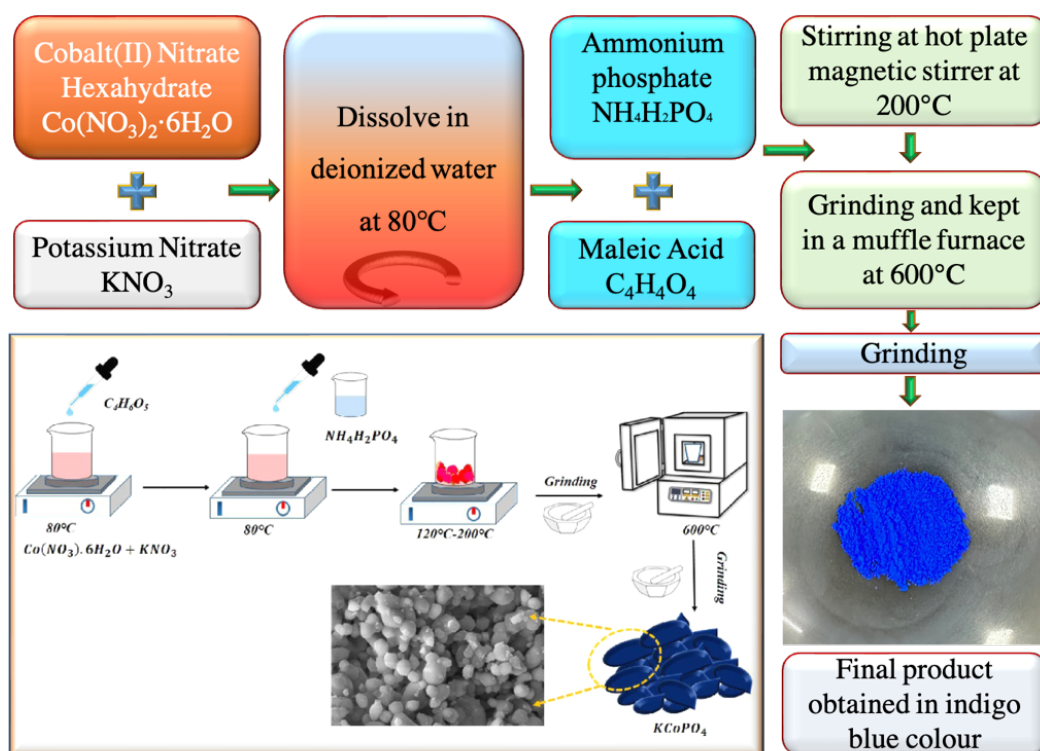 Cobalt(II) Nitrate
Hexahydrate
Co(NO₃)₂·6H₂O
Potassium Nitrate
KNO₃
Dissolve in
deionized water
at 80°C
Ammonium
phosphate
NH₄H₂PO₄
Maleic Acid
C₄H₄O₄
Stirring at hot plate
magnetic stirrer at
200°C
Grinding and kept
in a muffle furnace
at 600°C
Grinding
Final product
obtained in indigo
blue colour
C₄H₆O₅
80°C
Co(NO₃).6H₂O + KNO₃
NH₄H₂PO₄
80°C
120°C-200°C
Grinding
600°C
Grinding
KCoPO₄